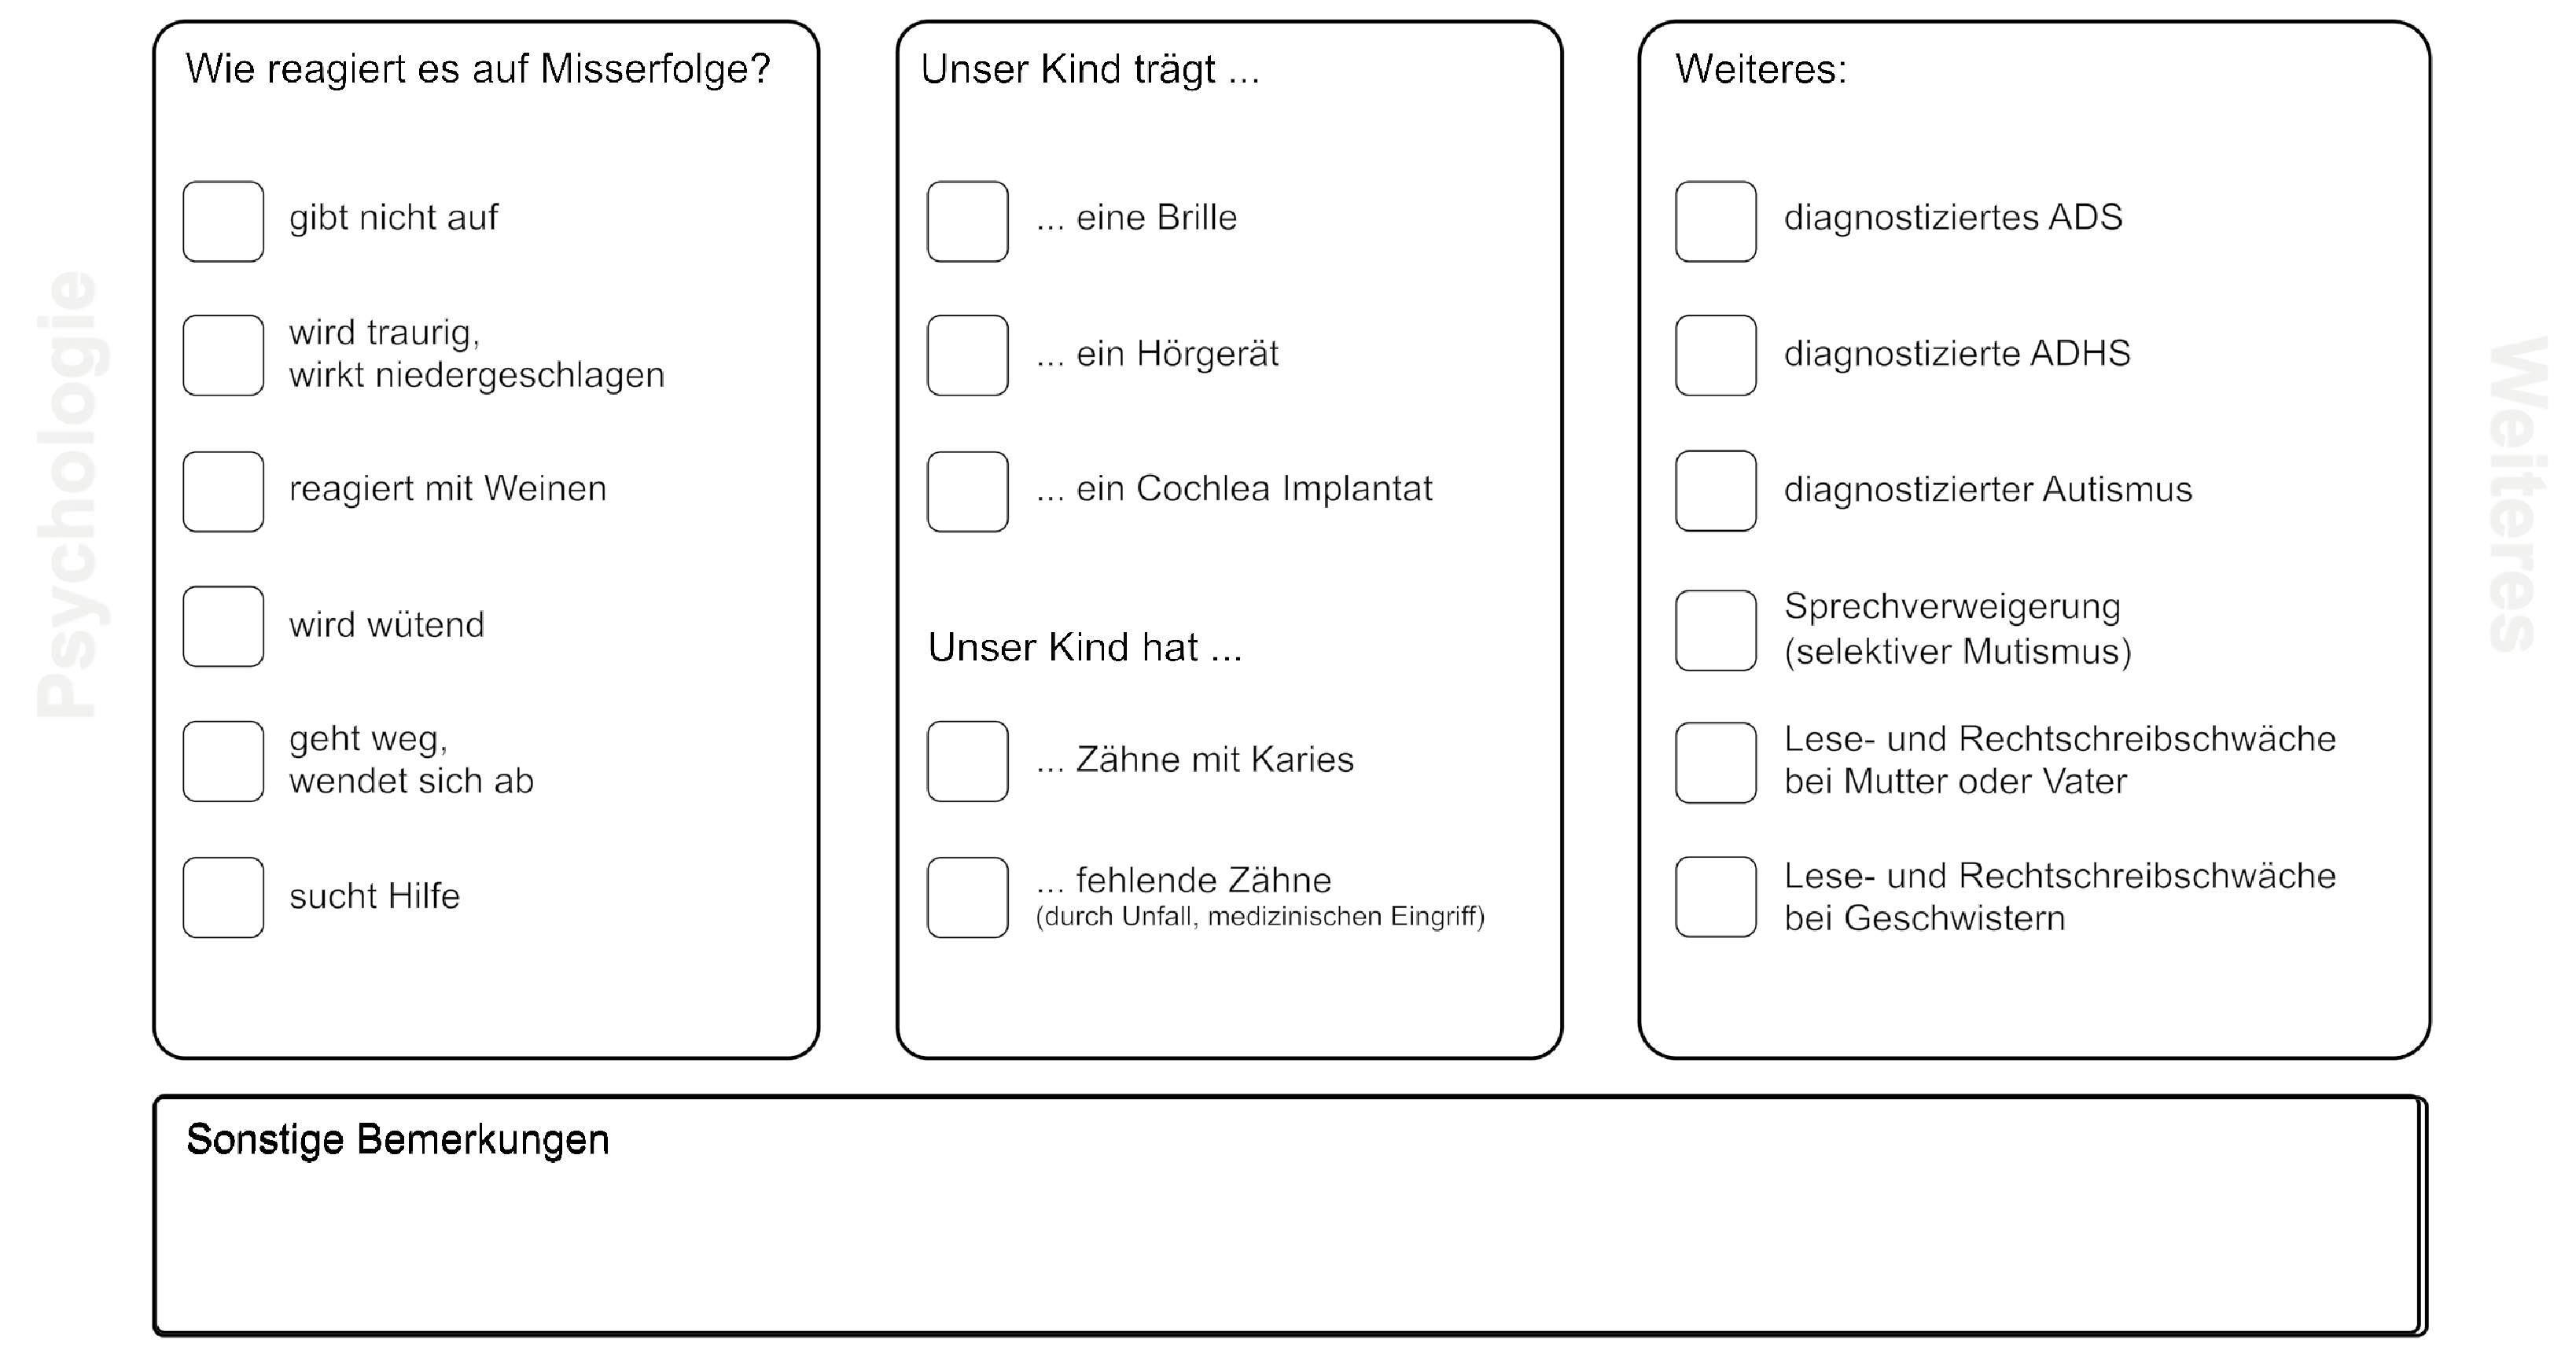 Psychologie
Wie reagiert es auf Misserfolge?
gibt nicht auf
wird traurig,
wirkt niedergeschlagen
reagiert mit Weinen
wird wütend
geht weg,
wendet sich ab
sucht Hilfe
Unser Kind trägt ...
... eine Brille
... ein Hörgerät
... ein Cochlea Implantat
Unser Kind hat ...
... Zähne mit Karies
... fehlende Zähne
(durch Unfall, medizinischen Eingriff)
Weiteres:
diagnostiziertes ADS
diagnostizierte ADHS
diagnostizierter Autismus
Sprechverweigerung
(selektiver Mutismus)
Lese- und Rechtschreibschwäche
bei Mutter oder Vater
Lese- und Rechtschreibschwäche
bei Geschwistern
Weiteres
Sonstige Bemerkungen